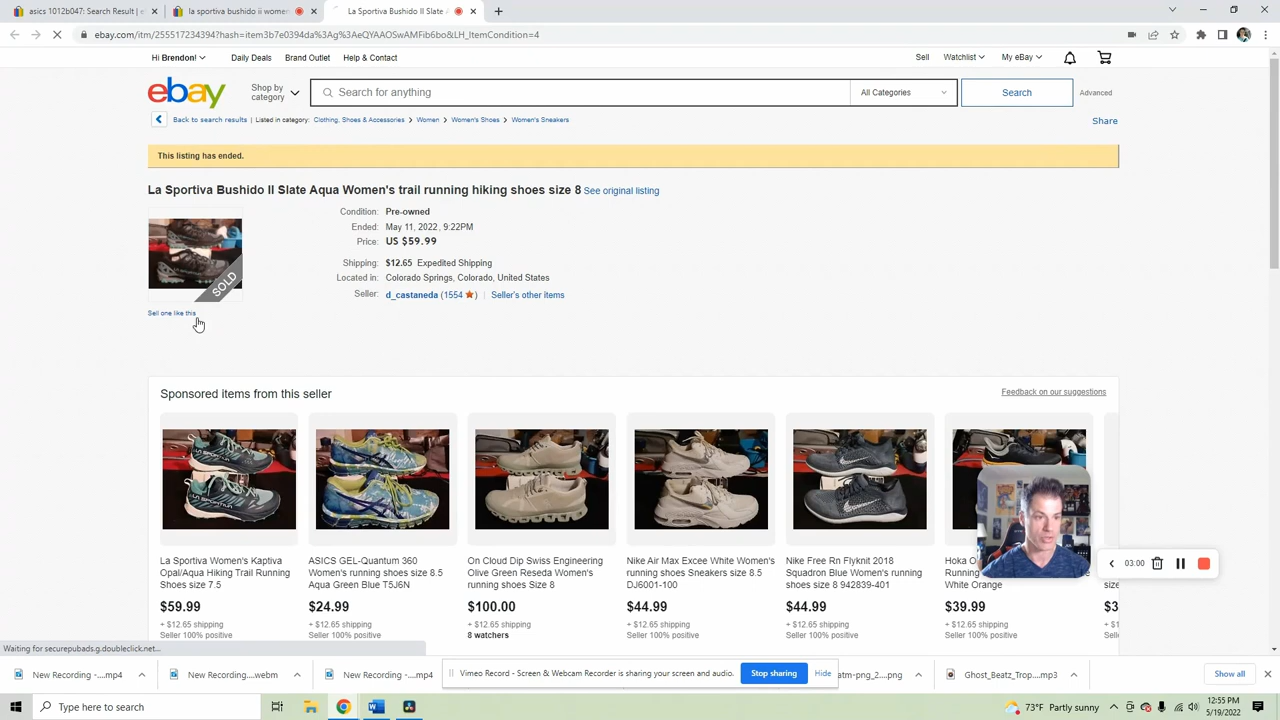 asics 1012b047: Search Result | e
la sportiva bushido ii women
La Sportiva Bushido II Slate A
ebay.com/itm/255517234394?hash=item3b7e0394da%3Ag%3AeQYAAOSwAMFib6bo&LH_ItemCondition=4
Hi Brendon!
Daily Deals
Brand Outlet
Help & Contact
Sell
Watchlist
My eBay
ebay
Shop by
category
Search for anything
All Categories
Search
Advanced
Back to search results | Listed in category: Clothing, Shoes & Accessories > Women > Women's Shoes > Women's Sneakers
Share
This listing has ended.
La Sportiva Bushido II Slate Aqua Women's trail running hiking shoes size 8 See original listing
Condition: Pre-owned
Ended: May 11, 2022 , 9:22PM
Price: US $59.99
Shipping: $12.65 Expedited Shipping
Located in: Colorado Springs, Colorado, United States
Seller: d_castaneda (1554 ) | Seller's other items
SOLD
Sell one like this
Sponsored items from this seller
Feedback on our suggestions
La Sportiva Women's Kaptiva
Opal/Aqua Hiking Trail Running
Shoes size 7.5
$59.99
+ $12.65 shipping
Seller 100% positive
ASICS GEL-Quantum 360
Women's running shoes size 8.5
Aqua Green Blue T5J6N
$24.99
+ $12.65 shipping
Seller 100% positive
On Cloud Dip Swiss Engineering
Olive Green Reseda Women's
running shoes Size 8
$100.00
+ $12.65 shipping
8 watchers
Nike Air Max Excee White Women's
running shoes Sneakers size 8.5
DJ6001-100
$44.99
+ $12.65 shipping
Seller 100% positive
Nike Free Rn Flyknit 2018
Squadron Blue Women's running
shoes size 8 942839-401
$44.99
+ $12.65 shipping
Seller 100% positive
Hoka O
Running
White Orange
$39.99
+ $12.65 shipping
Seller 100% positive
03:00
Waiting for securepubads.g.doubleclick.net...
New Recording -....mp4
New Recording....webm
New Recording -....mp4
Vimeo Record - Screen & Webcam Recorder is sharing your screen and audio.
Stop sharing
Hide
atm-png_2....png
Ghost_Beatz_Trop....mp3
Show all
Type here to search
73°F Partly sunny
12:55 PM
5/19/2022